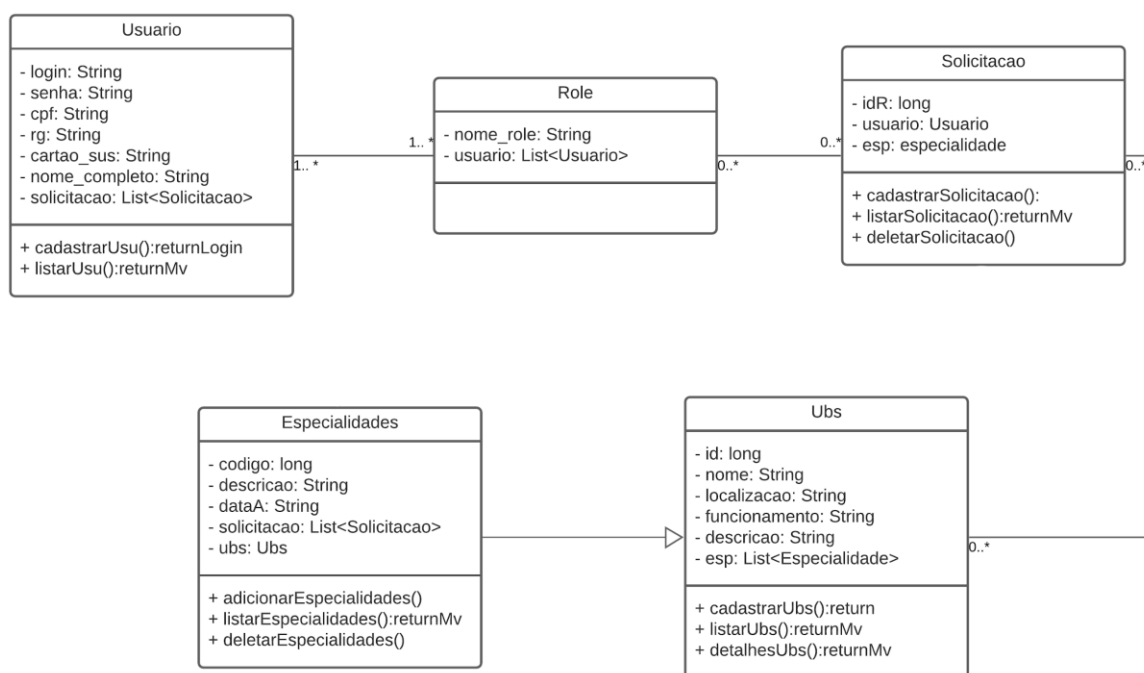 Usuario
- login: String
- senha: String
- cpf: String
- rg: String
- cartao_sus: String
- nome_completo: String
- solicitacao: List<Solicitacao>
+ cadastrarUsu():returnLogin
+ listarUsu():returnMv
1.. *
1.. *
Role
- nome_role: String
- usuario: List<Usuario>
0..*
0..*
Solicitacao
- idR: long
- usuario: Usuario
- esp: especialidade
+ cadastrarSolicitacao():
+ listarSolicitacao():returnMv
+ deletarSolicitacao()
0..*
Especialidades
- codigo: long
- descricao: String
- dataA: String
- solicitacao: List<Solicitacao>
- ubs: Ubs
+ adicionarEspecialidades()
+ listarEspecialidades():returnMv
+ deletarEspecialidades()
Ubs
- id: long
- nome: String
- localizacao: String
- funcionamento: String
- descricao: String
- esp: List<Especialidade>
+ cadastrarUbs():return
+ listarUbs():returnMv
+ detalhesUbs():returnMv
0..*